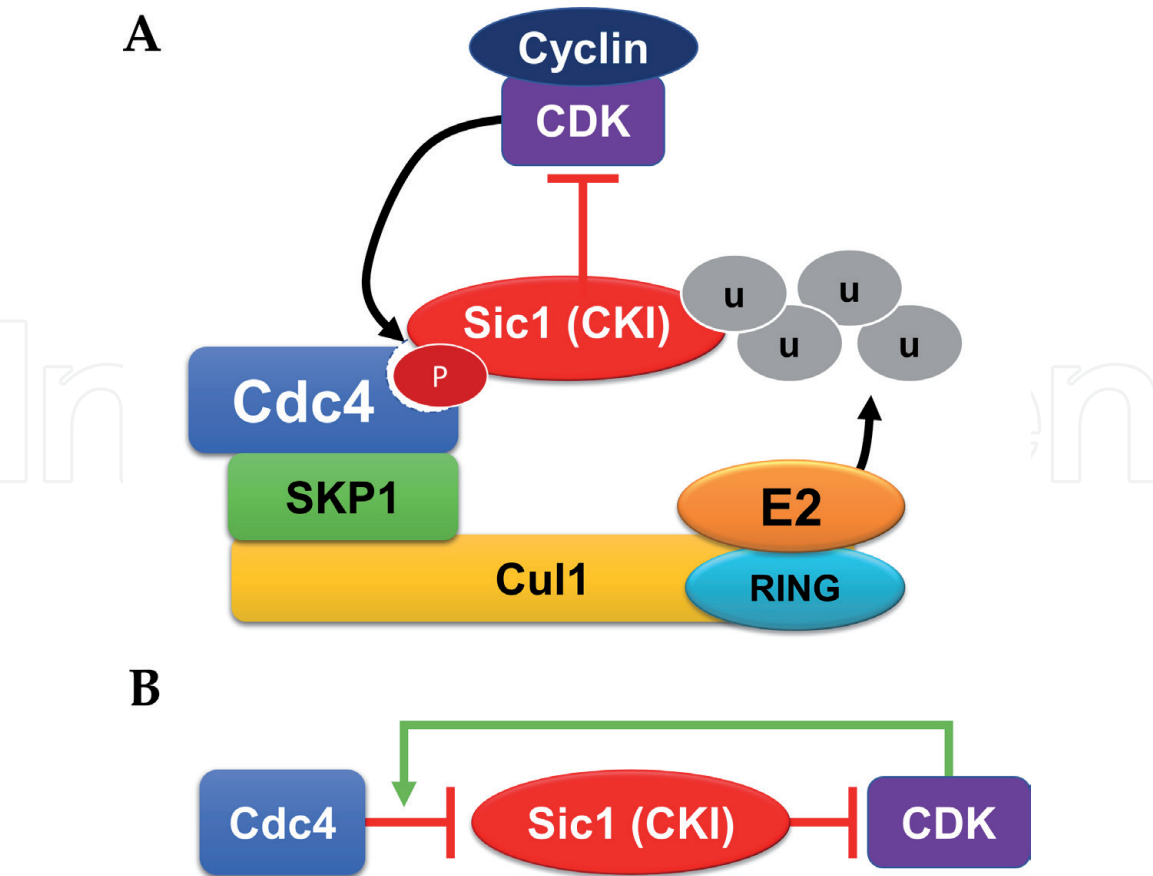 A
Cyclin
CDK
Sic1 (CKI)
u
u
u
u
P
Cdc4
SKP1
E2
Cul1
RING
B
Cdc4
Sic1 (CKI)
CDK